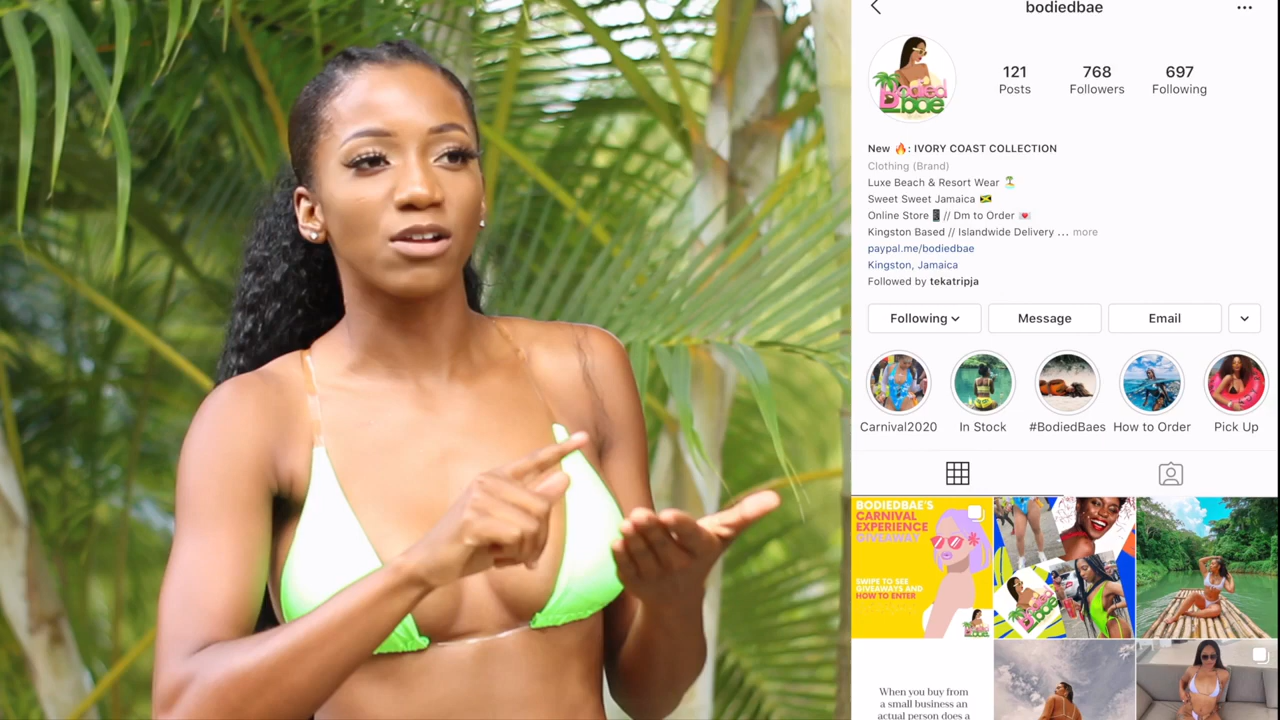 bodiedbae
121
Posts
768
Followers
697
Following
Bodied
bae
New 🔥: IVORY COAST COLLECTION
Clothing (Brand)
Luxe Beach & Resort Wear 🏝️
Sweet Sweet Jamaica 🇯🇲
Online Store 📱 // Dm to Order 💌
Kingston Based // Islandwide Delivery ... more
paypal.me/bodiedbae
Kingston, Jamaica
Followed by tekatripja
Following
Message
Email
Carnival2020
In Stock
#BodiedBaes
How to Order
Pick Up
BODIEDBAE'S
CARNIVAL
EXPERIENCE
GIVEAWAY
SWIPE TO SEE
GIVEAWAYS AND
HOW TO ENTER
When you buy from
a small business an
actual person does a